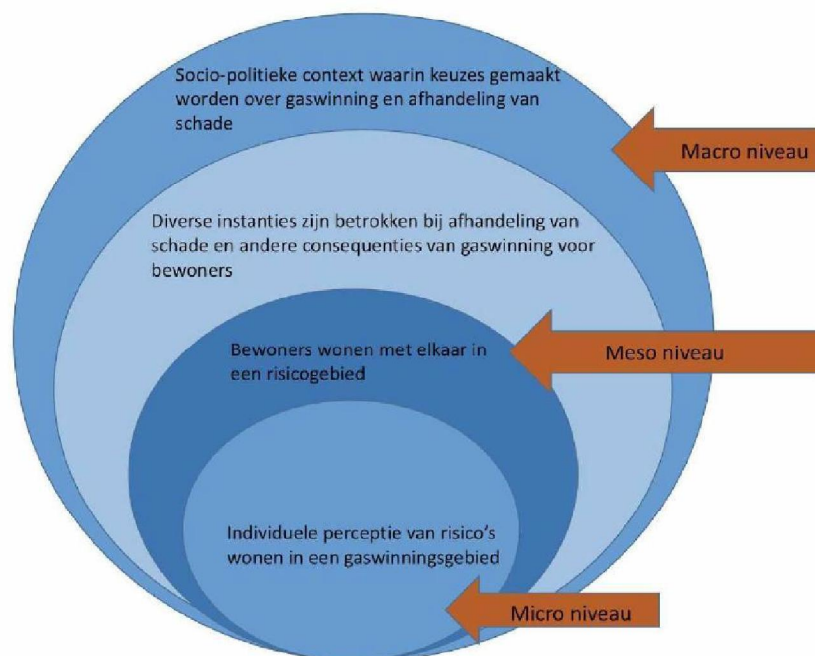 Socio-politieke context waarin keuzes gemaakt
worden over gaswinning en afhandeling van
schade
Macro niveau
Diverse instanties zijn betrokken bij afhandeling van
schade en andere consequenties van gaswinning voor
bewoners
Bewoners wonen met elkaar in
een risicogebied
Meso niveau
Individuele perceptie van risico's
wonen in een gaswinningsgebied
Micro niveau